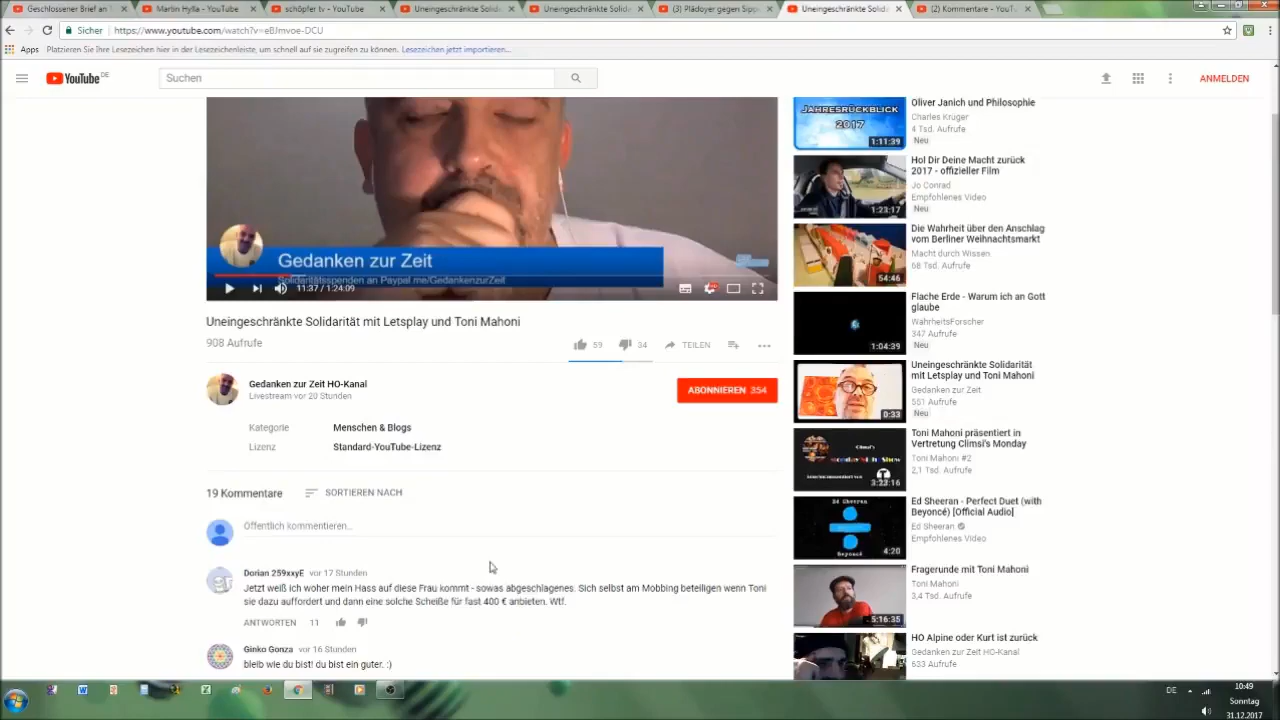 Geschlossener Brief an
Martin Hylla - YouTube
schöpfer tv - YouTube
Uneingeschränkte Solid
Uneingeschränkte Solid
(3) Plädoyer gegen Sipp
Uneingeschränkte Solid
(2) Kommentare - YouT
Sicher
https://www.youtube.com/watch?v=eBJmvoe-DCU
Apps
Platzieren Sie Ihre Lesezeichen hier in der Lesezeichenleiste, um schnell auf sie zugreifen zu können.
Lesezeichen jetzt importieren...
YouTube DE
Suchen
ANMELDEN
Gedanken zur Zeit
Solidaritätsspenden an Paypal.me/GedankenzurZeit
11:37 / 1:24:09
Uneingeschränkte Solidarität mit Letsplay und Toni Mahoni
908 Aufrufe
59
34
TEILEN
Gedanken zur Zeit HO-Kanal
Livestream vor 20 Stunden
ABONNIEREN 354
Kategorie
Menschen & Blogs
Lizenz
Standard-YouTube-Lizenz
19 Kommentare
SORTIEREN NACH
Öffentlich kommentieren...
Dorian 259xxyE vor 17 Stunden
Jetzt weiß ich woher mein Hass auf diese Frau kommt - sowas abgeschlagenes. Sich selbst am Mobbing beteiligen wenn Toni
sie dazu auffordert und dann eine solche Scheiße für fast 400 € anbieten. Wtf.
ANTWORTEN 11
Ginko Gonza vor 16 Stunden
bleib wie du bist! du bist ein guter. :)
JAHRESRÜCKBLICK
2017
1:11:39
Oliver Janich und Philosophie
Charles Krüger
4 Tsd. Aufrufe
Neu
1:23:17
Hol Dir Deine Macht zurück
2017 - offizieller Film
Jo Conrad
Empfohlenes Video
Neu
54:46
Die Wahrheit über den Anschlag
vom Berliner Weihnachtsmarkt
Macht durch Wissen
68 Tsd. Aufrufe
1:04:39
Flache Erde - Warum ich an Gott
glaube
WahrheitsForscher
347 Aufrufe
Neu
0:33
Uneingeschränkte Solidarität
mit Letsplay und Toni Mahoni
Gedanken zur Zeit
551 Aufrufe
Neu
3:23:16
Toni Mahoni präsentiert in
Vertretung Climsi's Monday
Toni Mahoni #2
2,1 Tsd. Aufrufe
Ed Sheeran
Beyoncé
4:20
Ed Sheeran - Perfect Duet (with
Beyoncé) [Official Audio]
Ed Sheeran
Empfohlenes Video
5:16:35
Fragerunde mit Toni Mahoni
Toni Mahoni
3,4 Tsd. Aufrufe
HO Alpine oder Kurt ist zurück
Gedanken zur Zeit HO-Kanal
633 Aufrufe
DE
10:49
Sonntag
31.12.2017